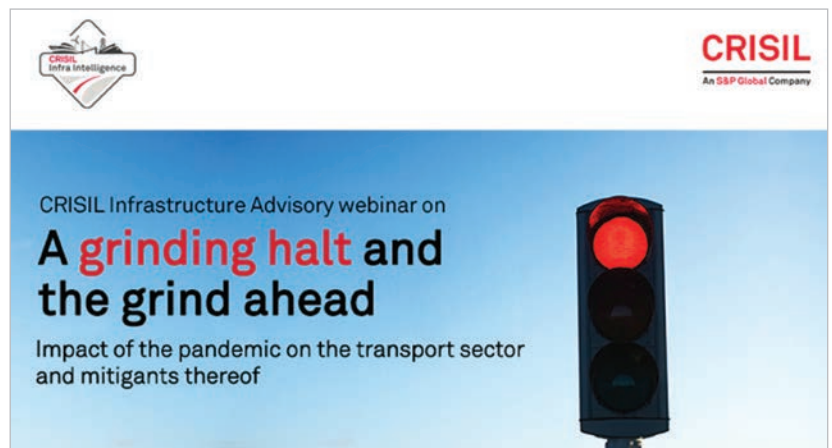 CRISIL
Infra Intelligence
CRISIL
An S&P Global Company
CRISIL Infrastructure Advisory webinar on
A grinding halt and
the grind ahead
Impact of the pandemic on the transport sector
and mitigants thereof